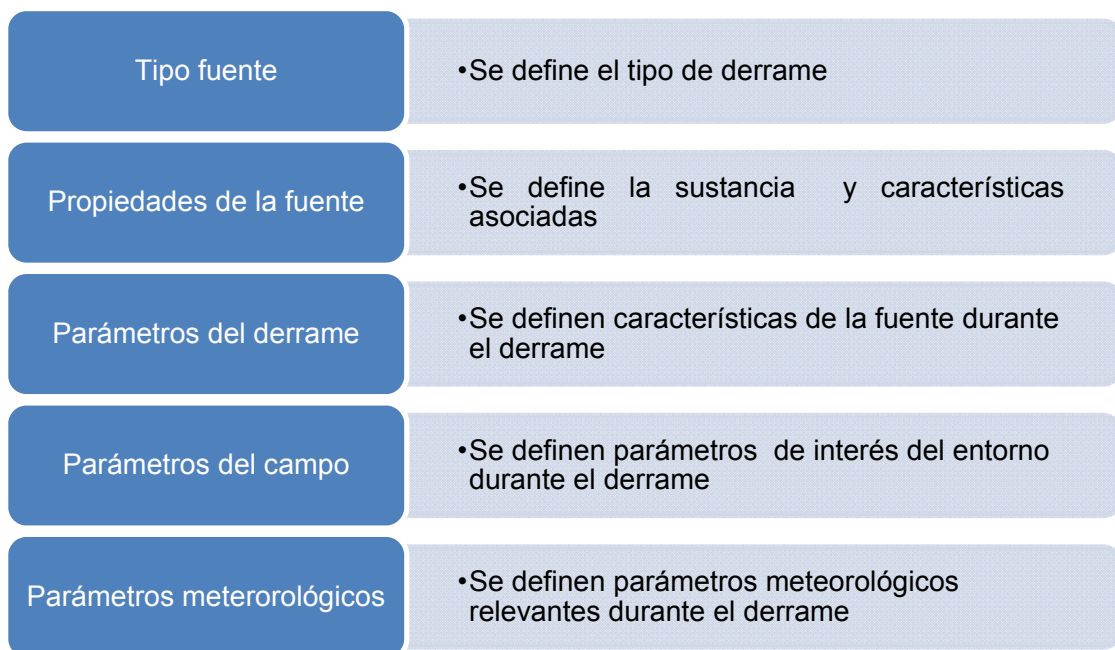 Tipo fuente
•Se define el tipo de derrame
Propiedades de la fuente
•Se define la sustancia y características
asociadas
Parámetros del derrame
•Se definen características de la fuente durante
el derrame
Parámetros del campo
•Se definen parámetros de interés del entorno
durante el derrame
Parámetros meterorológicos
•Se definen parámetros meteorológicos
relevantes durante el derrame